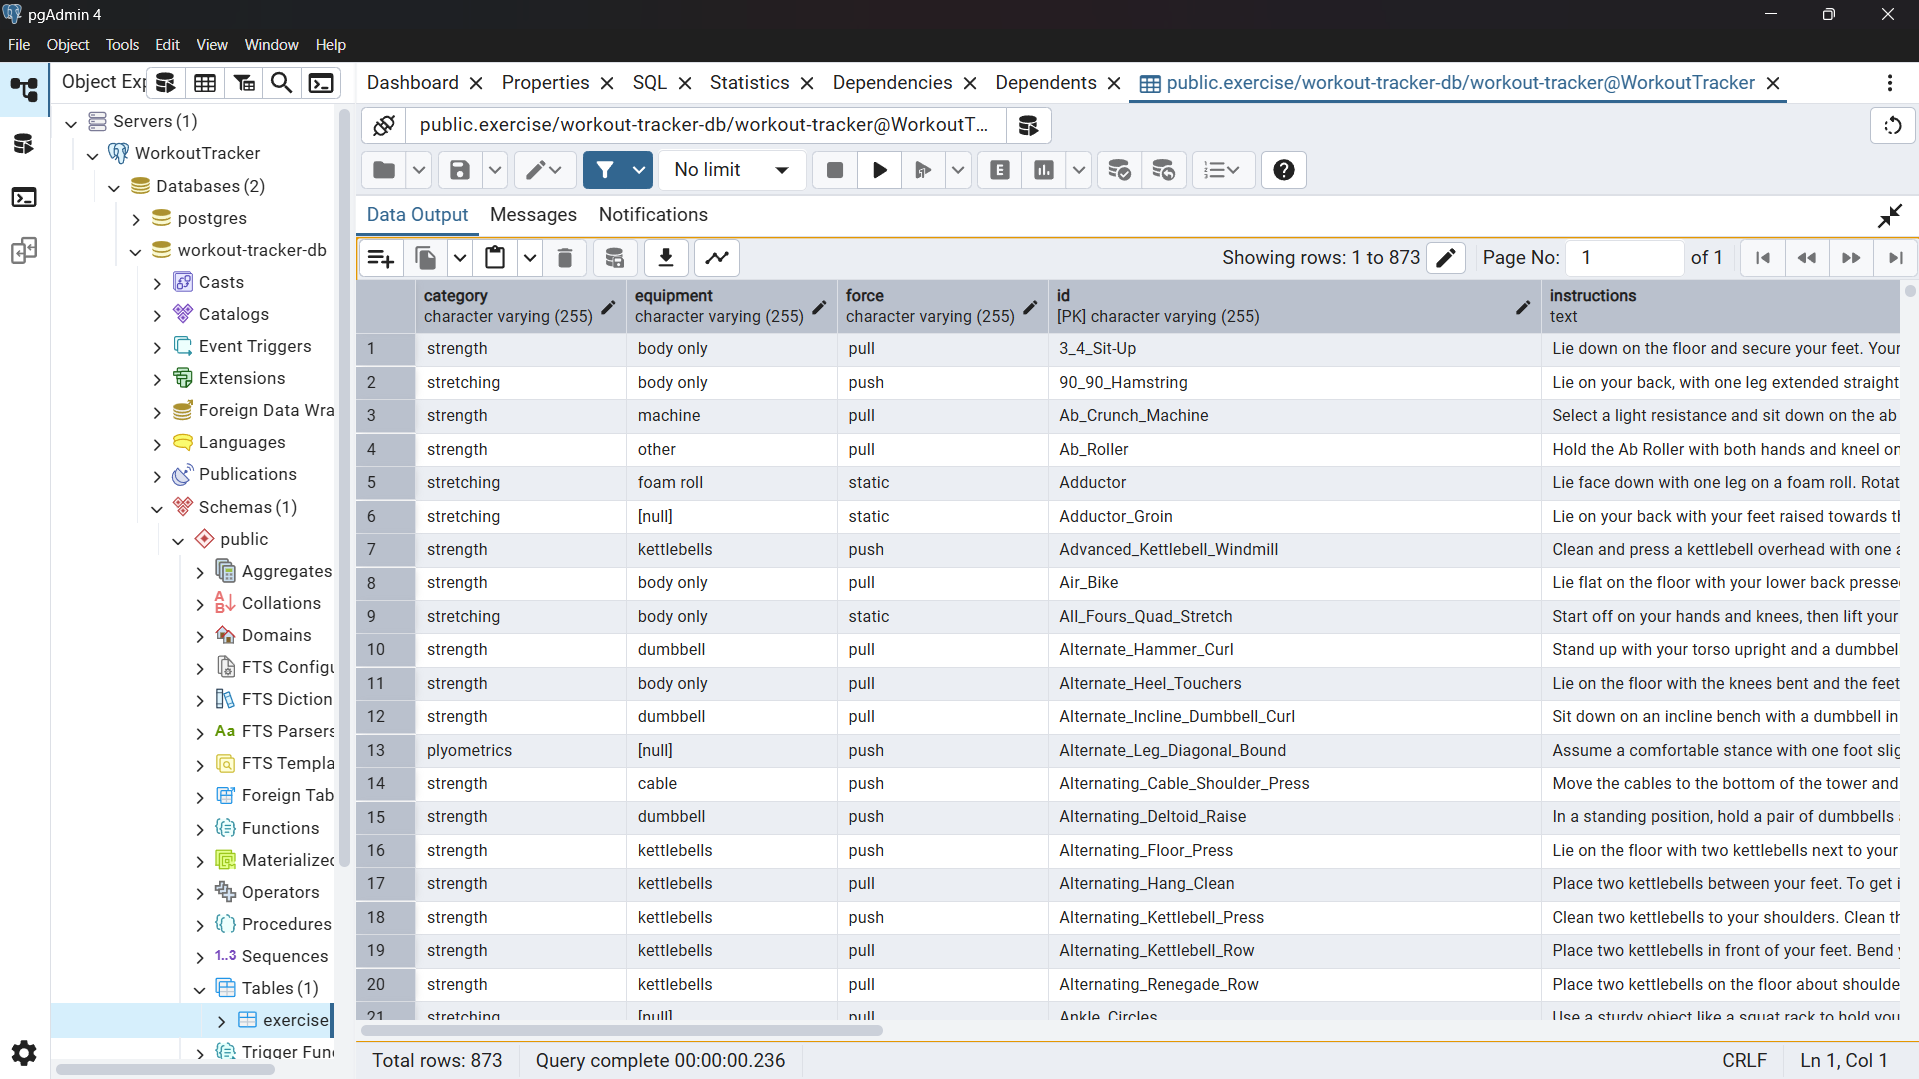 pgAdmin 4
File Object Tools Edit View Window Help
Object Exp
Dashboard Properties SQL Statistics Dependencies Dependents public.exercise/workout-tracker-db/workout-tracker@WorkoutTracker
public.exercise/workout-tracker-db/workout-tracker@WorkoutT...
No limit
E
Data Output Messages Notifications
Showing rows: 1 to 873 Page No: 1 of 1
Servers (1)
WorkoutTracker
Databases (2)
postgres
workout-tracker-db
Casts
Catalogs
Event Triggers
Extensions
Foreign Data Wra
Languages
Publications
Schemas (1)
public
Aggregates
Collations
Domains
FTS Configu
FTS Diction
Aa FTS Parsers
FTS Templa
Foreign Tab
Functions
Materialized
Operators
Procedures
1..3 Sequences
Tables (1)
exercise
Trigger Fun
category equipment force id instructions
character varying (255) character varying (255) character varying (255) [PK] character varying (255) text
1 strength body only pull 3_4_Sit-Up Lie down on the floor and secure your feet. Your
2 stretching body only push 90_90_Hamstring Lie on your back, with one leg extended straight
3 strength machine pull Ab_Crunch_Machine Select a light resistance and sit down on the ab
4 strength other pull Ab_Roller Hold the Ab Roller with both hands and kneel on
5 stretching foam roll static Adductor Lie face down with one leg on a foam roll. Rotat
6 stretching [null] static Adductor_Groin Lie on your back with your feet raised towards th
7 strength kettlebells push Advanced_Kettlebell_Windmill Clean and press a kettlebell overhead with one a
8 strength body only pull Air_Bike Lie flat on the floor with your lower back presse
9 stretching body only static All_Fours_Quad_Stretch Start off on your hands and knees, then lift your
10 strength dumbbell pull Alternate_Hammer_Curl Stand up with your torso upright and a dumbbel
11 strength body only pull Alternate_Heel_Touchers Lie on the floor with the knees bent and the feet
12 strength dumbbell pull Alternate_Incline_Dumbbell_Curl Sit down on an incline bench with a dumbbell in
13 plyometrics [null] push Alternate_Leg_Diagonal_Bound Assume a comfortable stance with one foot slig
14 strength cable push Alternating_Cable_Shoulder_Press Move the cables to the bottom of the tower and
15 strength dumbbell push Alternating_Deltoid_Raise In a standing position, hold a pair of dumbbells
16 strength kettlebells push Alternating_Floor_Press Lie on the floor with two kettlebells next to your
17 strength kettlebells pull Alternating_Hang_Clean Place two kettlebells between your feet. To get i
18 strength kettlebells push Alternating_Kettlebell_Press Clean two kettlebells to your shoulders. Clean th
19 strength kettlebells pull Alternating_Kettlebell_Row Place two kettlebells in front of your feet. Bend
20 strength kettlebells pull Alternating_Renegade_Row Place two kettlebells on the floor about shoulde
21 stretching [null] pull Ankle_Circles Use a sturdy object like a squat rack to hold you
Total rows: 873 Query complete 00:00:00.236 CRLF Ln 1, Col 1